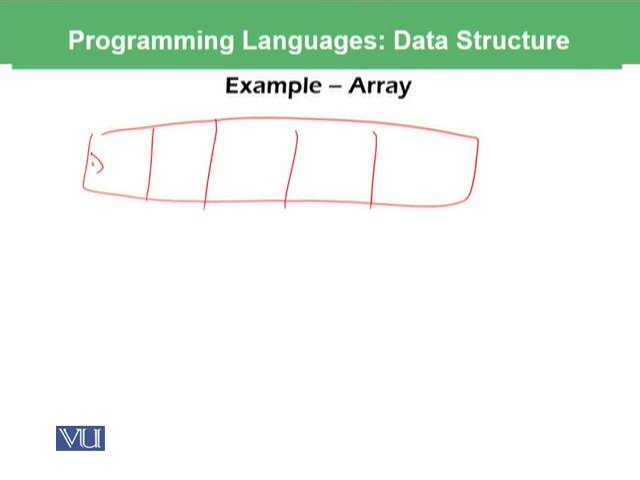 Programming Languages: Data Structure
Example – Array
VU